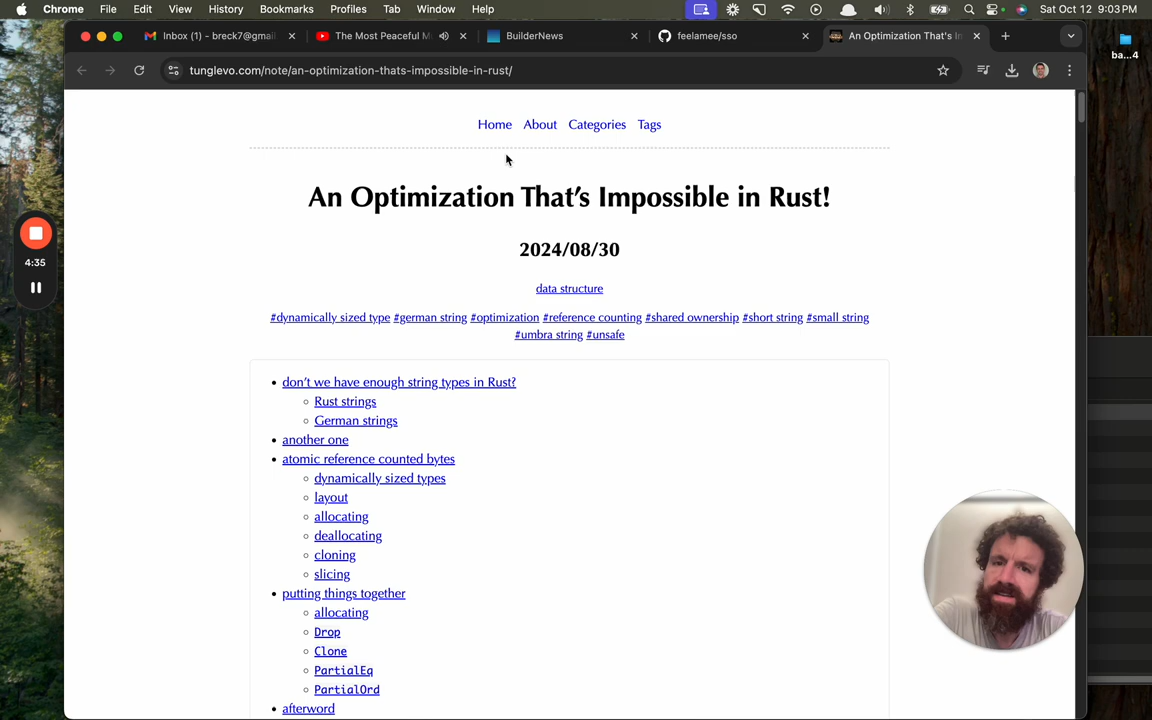 Chrome File Edit View History Bookmarks Profiles Tab Window Help Sat Oct 12 9:03 PM
Inbox (1) - breck7@gmail
The Most Peaceful M
BuilderNews
feelamee/sso
An Optimization That's In
tunglevo.com/note/an-optimization-thats-impossible-in-rust/
ba...4
Home About Categories Tags
An Optimization That's Impossible in Rust!
2024/08/30
data structure
#dynamically sized type #german string #optimization #reference counting #shared ownership #short string #small string
#umbra string #unsafe
4:35
• don't we have enough string types in Rust?
◦ Rust strings
◦ German strings
• another one
• atomic reference counted bytes
◦ dynamically sized types
◦ layout
◦ allocating
◦ deallocating
◦ cloning
◦ slicing
• putting things together
◦ allocating
◦ Drop
◦ Clone
◦ PartialEq
◦ PartialOrd
• afterword